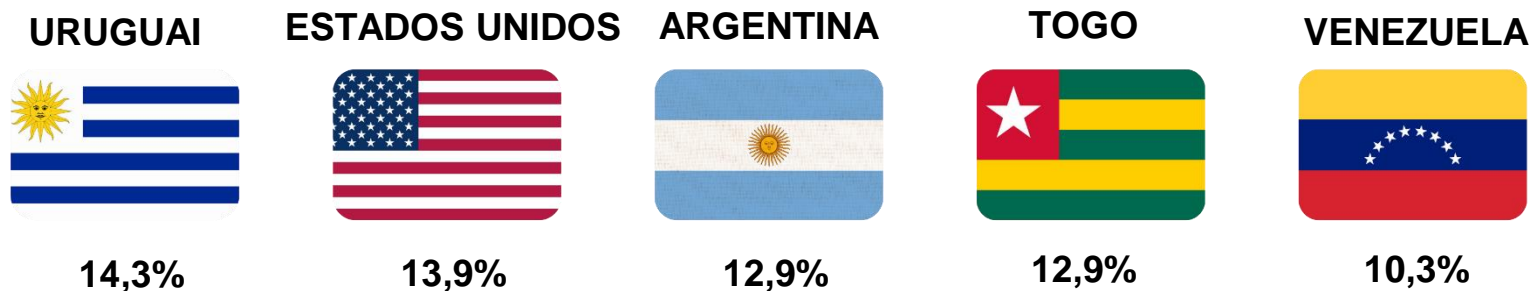 URUGUAI ESTADOS UNIDOS ARGENTINA TOGO VENEZUELA
14,3% 13,9% 12,9% 12,9% 10,3%